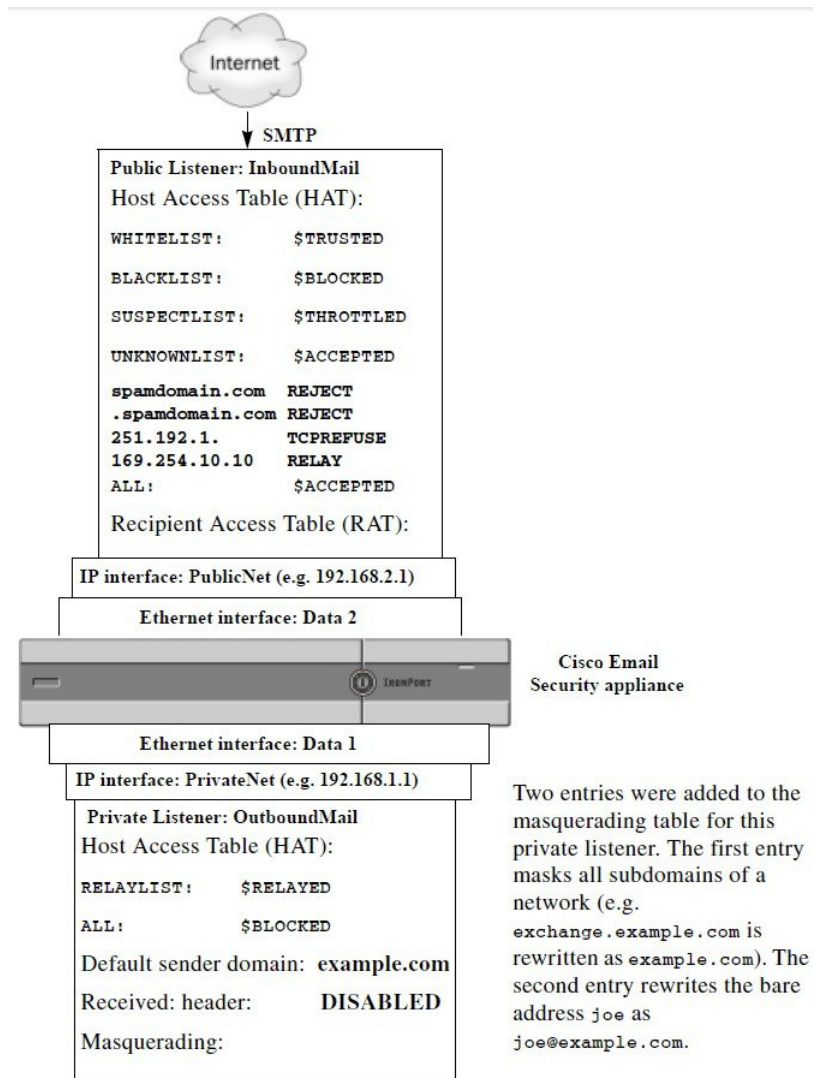 Internet
SMTP
Public Listener: InboundMail
Host Access Table (HAT):
WHITELIST: $TRUSTED
BLACKLIST: $BLOCKED
SUSPECTLIST: $THROTTLED
UNKNOWNLIST: $ACCEPTED
spamdomain.com REJECT
.spamdomain.com REJECT
251.192.1. TCPREFUSE
169.254.10.10 RELAY
ALL: $ACCEPTED
Recipient Access Table (RAT):
IP interface: PublicNet (e.g. 192.168.2.1)
Ethernet interface: Data 2
IRONPORT
Cisco Email
Security appliance
Ethernet interface: Data 1
IP interface: PrivateNet (e.g. 192.168.1.1)
Private Listener: OutboundMail
Host Access Table (HAT):
RELAYLIST: $RELAYED
ALL: $BLOCKED
Default sender domain: example.com
Received: header: DISABLED
Masquerading:
Two entries were added to the
masquerading table for this
private listener. The first entry
masks all subdomains of a
network (e.g.
exchange.example.com is
rewritten as example.com). The
second entry rewrites the bare
address joe as
joe@example.com.